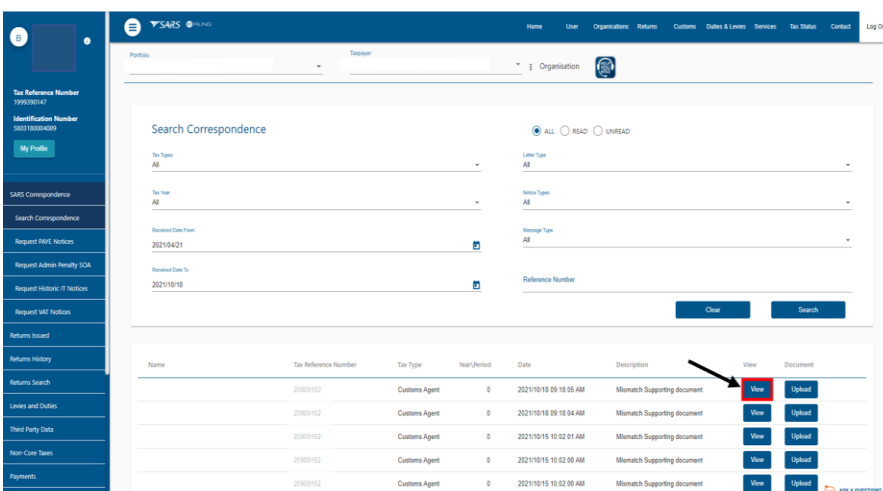 SARS eFILING
Home User Organisations Returns Customs Duties & Levies Services Tax Status Contact Log Ou
B
Portfolio Taxpayer
Organisation
HELP YOU eFILE
Tax Reference Number
1999390147
Identification Number
5803180004089
My Profile
SARS Correspondence
Search Correspondence
Request PAYE Notices
Request Admin Penalty SOA
Request Historic IT Notices
Request VAT Notices
Returns Issued
Returns History
Returns Search
Levies and Duties
Third Party Data
Non-Core Taxes
Payments
Search Correspondence
ALL READ UNREAD
Tax Types
All
Letter Type
All
Tax Year
All
Notice Types
All
Received Date From
2021/04/21
Message Type
All
Received Date To
2021/10/18
Reference Number
Clear Search
Name Tax Reference Number Tax Type Year\Period Date Description View Document
20909152 Customs Agent 0 2021/10/18 09:18:05 AM Mismatch Supporting document View Upload
20909152 Customs Agent 0 2021/10/18 09:18:04 AM Mismatch Supporting document View Upload
20909152 Customs Agent 0 2021/10/15 10:02:01 AM Mismatch Supporting document View Upload
20909152 Customs Agent 0 2021/10/15 10:02:00 AM Mismatch Supporting document View Upload
20909152 Customs Agent 0 2021/10/15 10:02:00 AM Mismatch Supporting document View Upload
ASK A QUESTION?